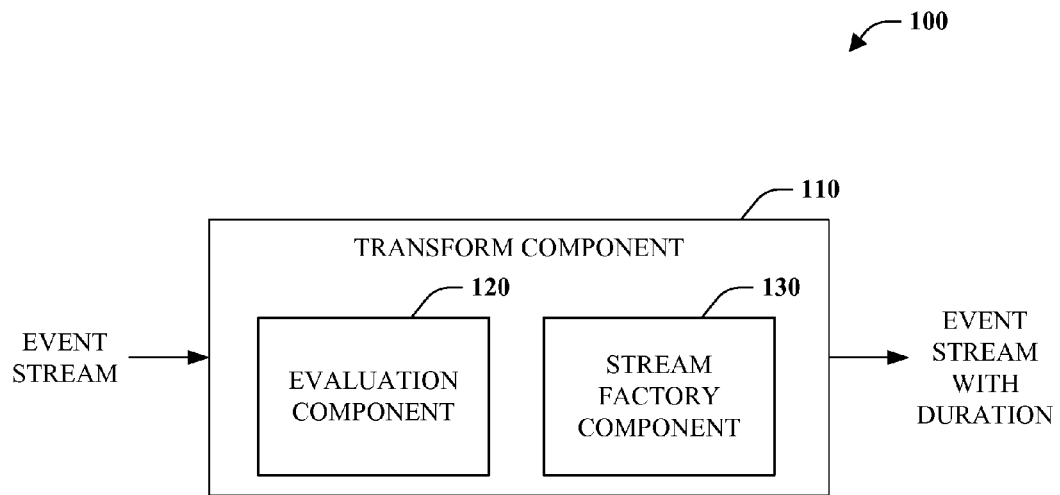 100
110
TRANSFORM COMPONENT
120
130
EVENT
STREAM
EVALUATION
COMPONENT
STREAM
FACTORY
COMPONENT
EVENT
STREAM
WITH
DURATION